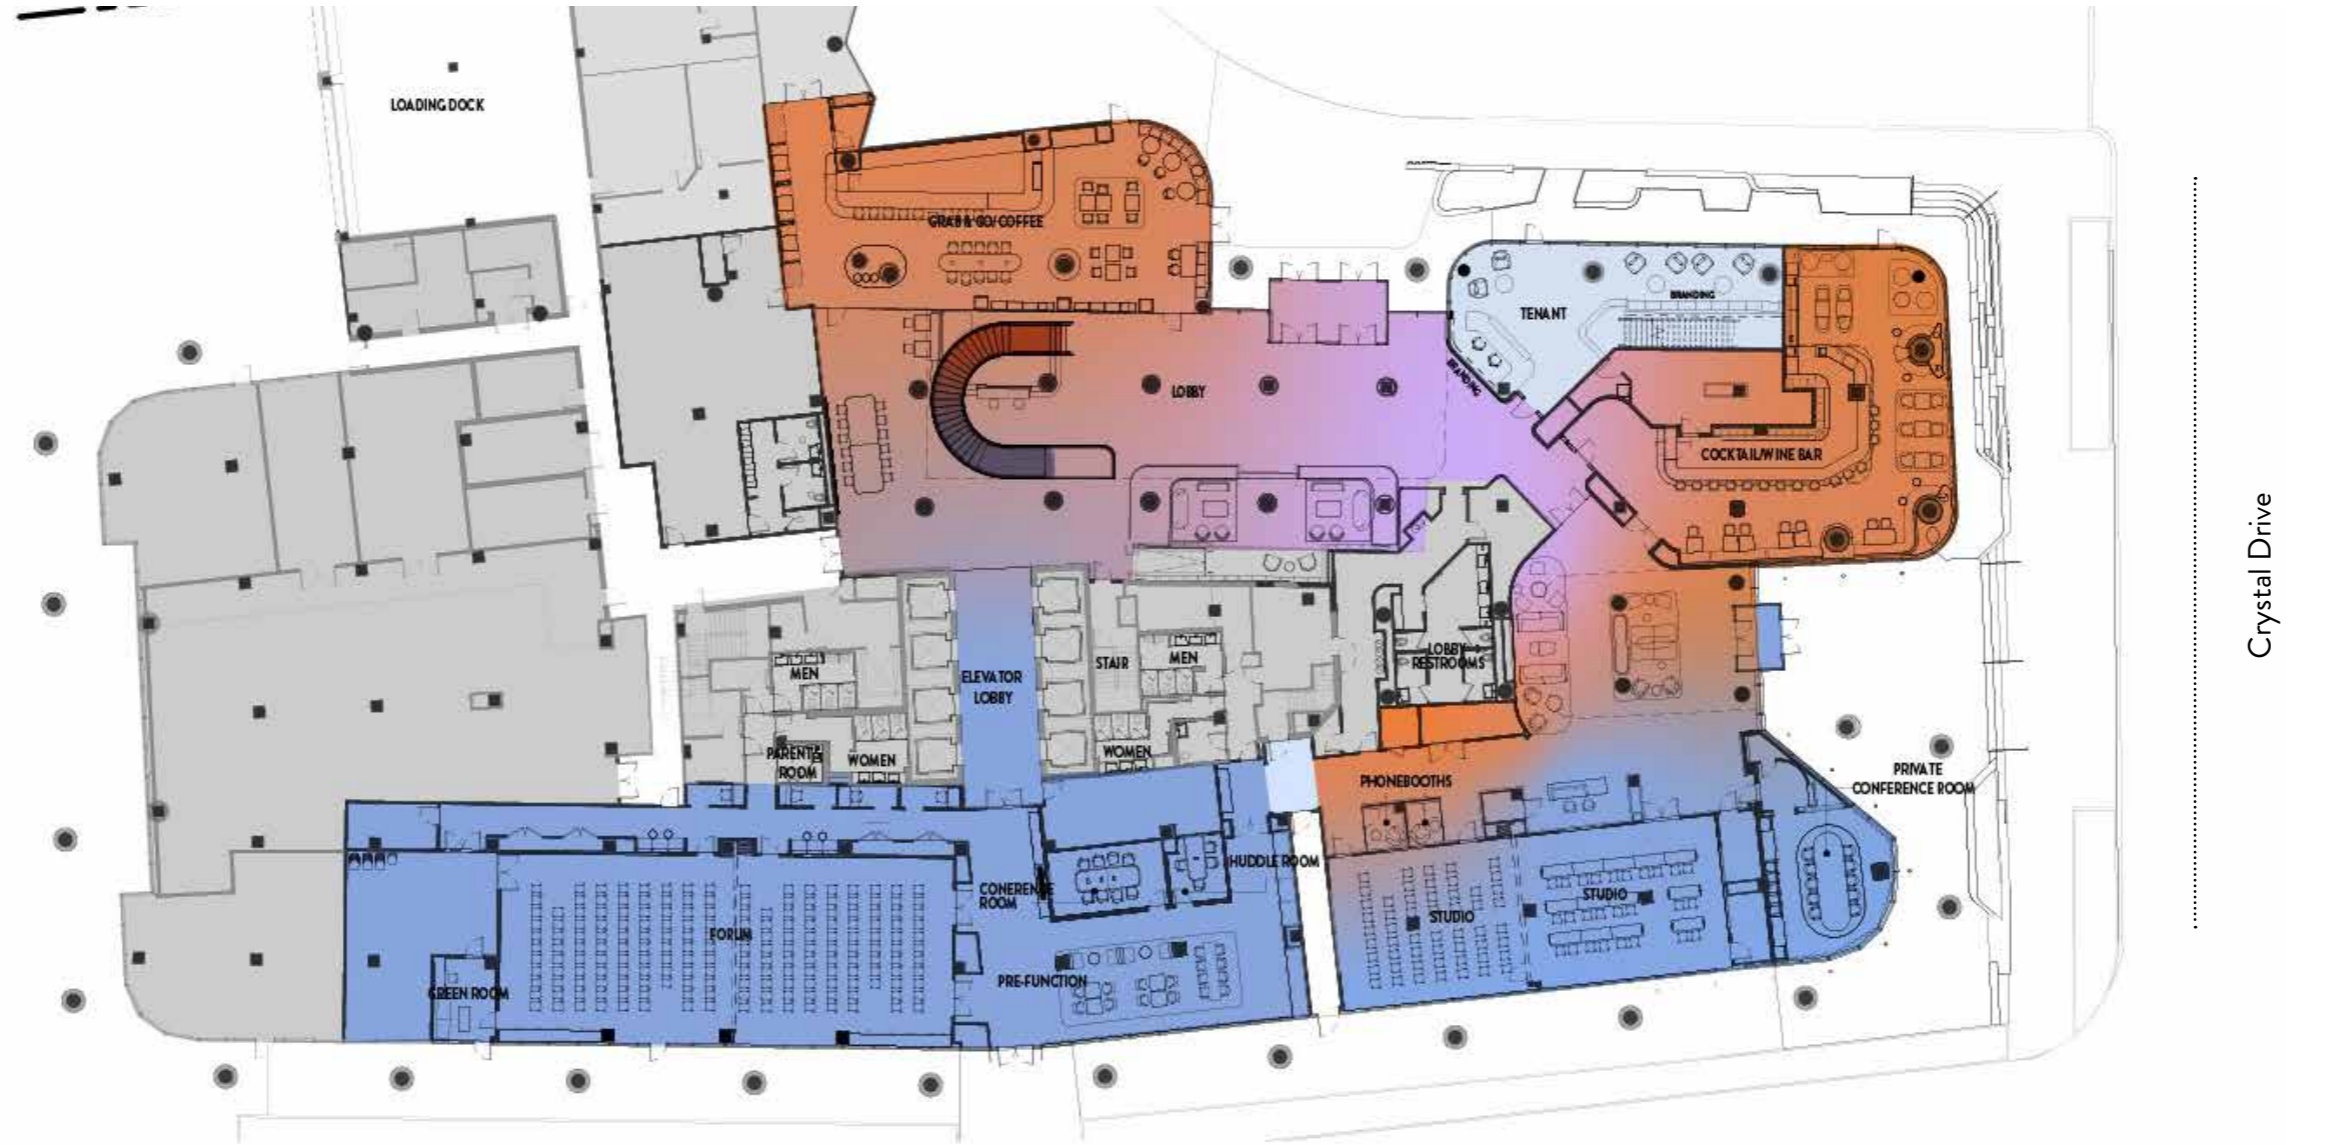 LOADING DOCK
GRAB & GO/COFFEE
BRANDING
TENANT
BRANDING
LOBBY
COCKTAIL/WINE BAR
Crystal Drive
LOBBY
RESTROOMS
MEN
STAIR
MEN
ELEVATOR
LOBBY
PARENT'S
ROOM
WOMEN
WOMEN
PHONEBOOTHS
PRIVATE
CONFERENCE ROOM
HUDDLE ROOM
CONERENCE
ROOM
STUDIO
STUDIO
FORUM
PRE-FUNCTION
GREEN ROOM